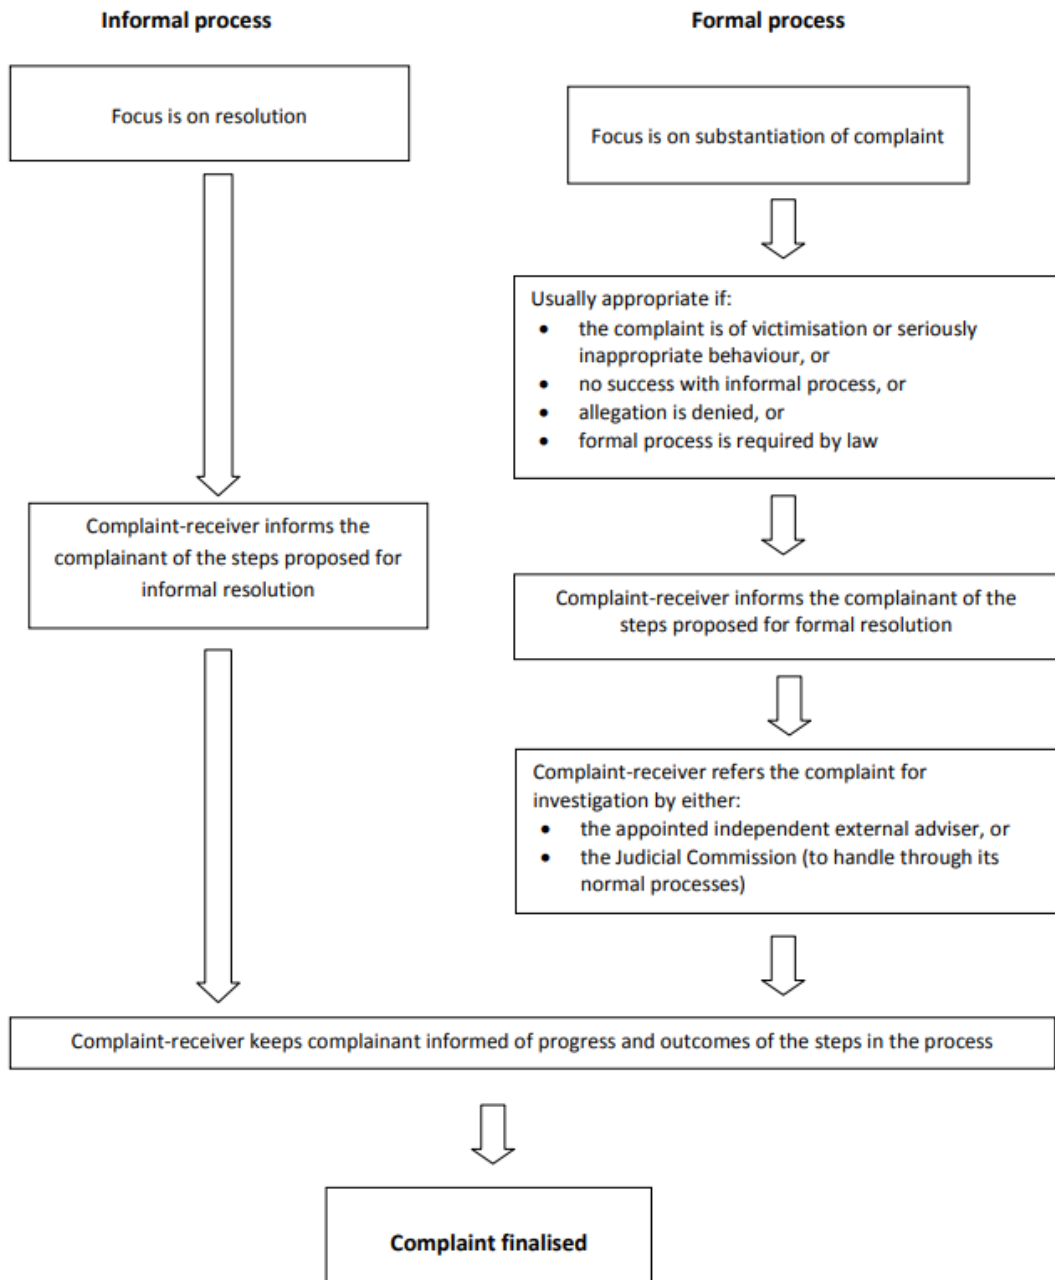 Informal process
Formal process
Focus is on resolution
Focus is on substantiation of complaint
Usually appropriate if:
• the complaint is of victimisation or seriously
inappropriate behaviour, or
• no success with informal process, or
• allegation is denied, or
• formal process is required by law
Complaint-receiver informs the
complainant of the steps proposed for
informal resolution
Complaint-receiver informs the complainant of the
steps proposed for formal resolution
Complaint-receiver refers the complaint for
investigation by either:
• the appointed independent external adviser, or
• the Judicial Commission (to handle through its
normal processes)
Complaint-receiver keeps complainant informed of progress and outcomes of the steps in the process
Complaint finalised